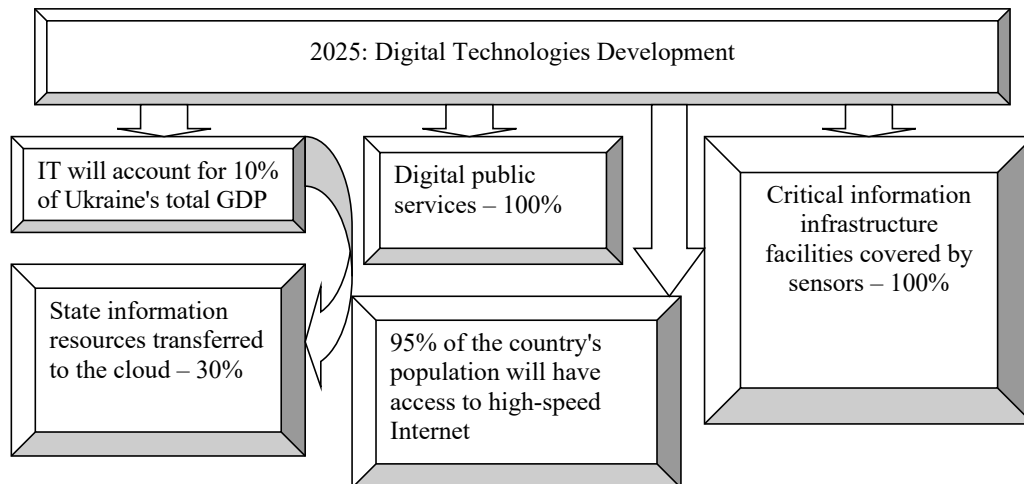 2025: Digital Technologies Development
IT will account for 10%
of Ukraine's total GDP
Digital public
services – 100%
Critical information
infrastructure
facilities covered by
sensors – 100%
State information
resources transferred
to the cloud – 30%
95% of the country's
population will have
access to high-speed
Internet